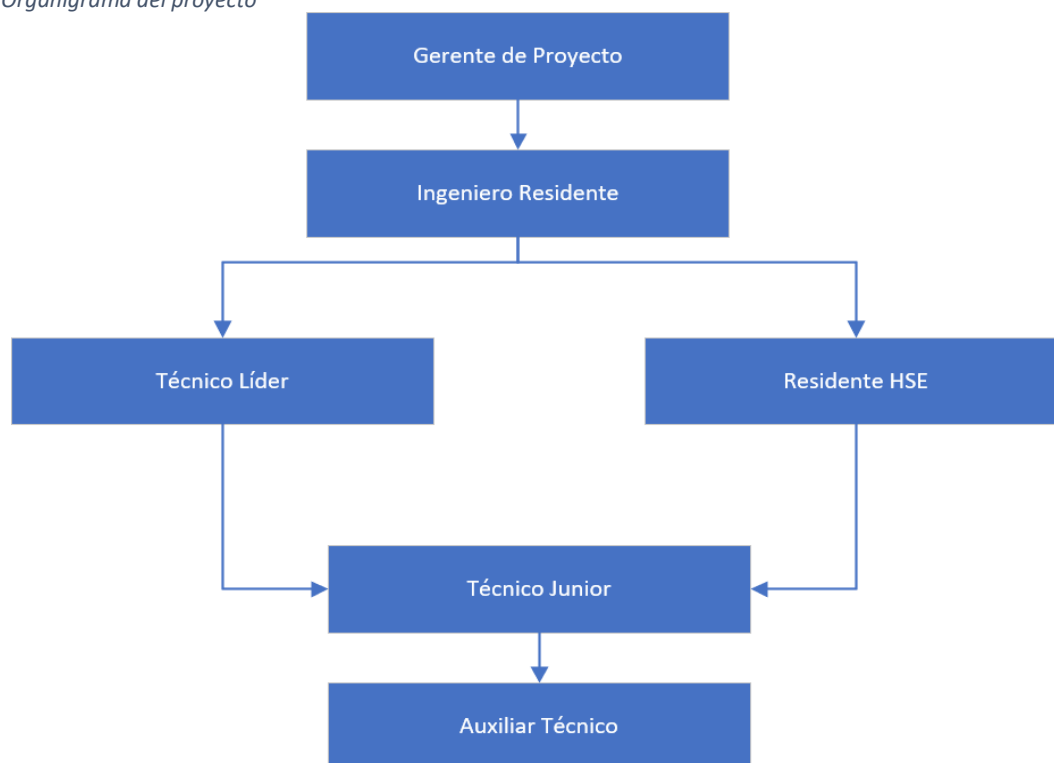 Organigrama del proyecto
Gerente de Proyecto
Ingeniero Residente
Técnico Líder
Residente HSE
Técnico Junior
Auxiliar Técnico